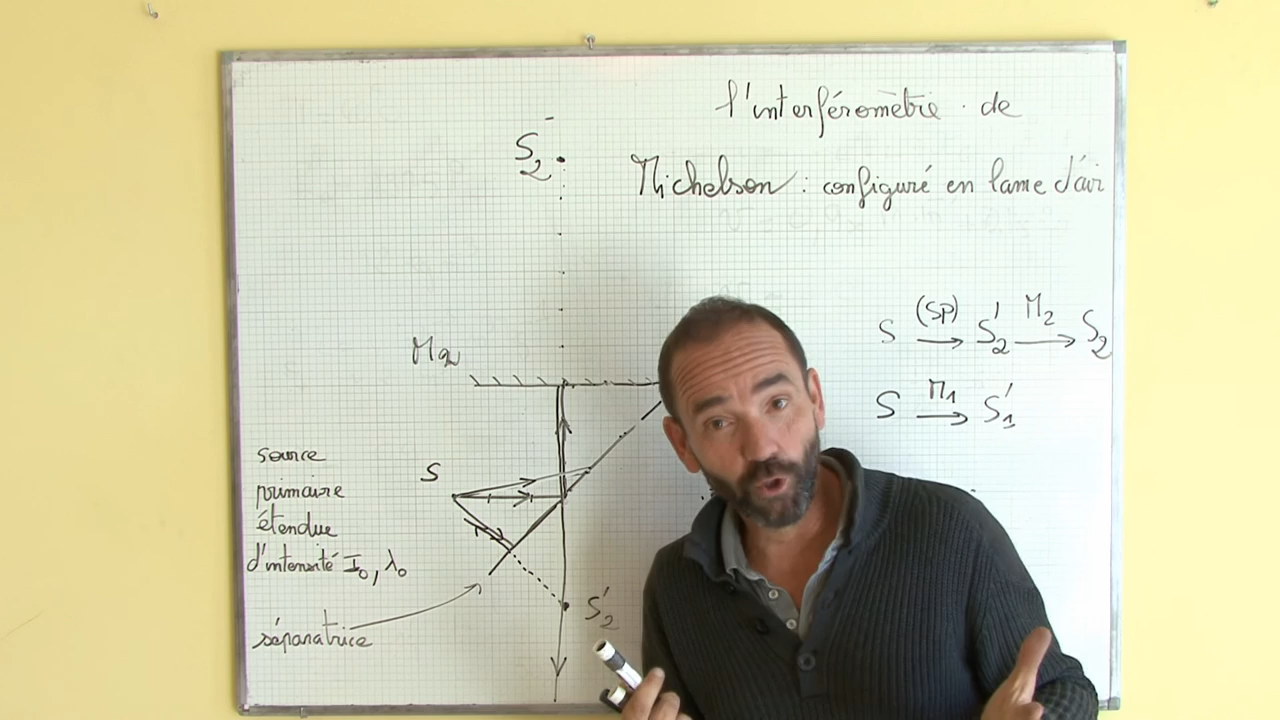 l'interféromètrie de
Michelson : configuré en lame d'air
S₂
M₂
S (SP) → S'₂ M₂ → S₂
S M₁ → S'₁
source
primaire
étendue
d'intensité I₀, λ₀
S
S'₂
séparatrice